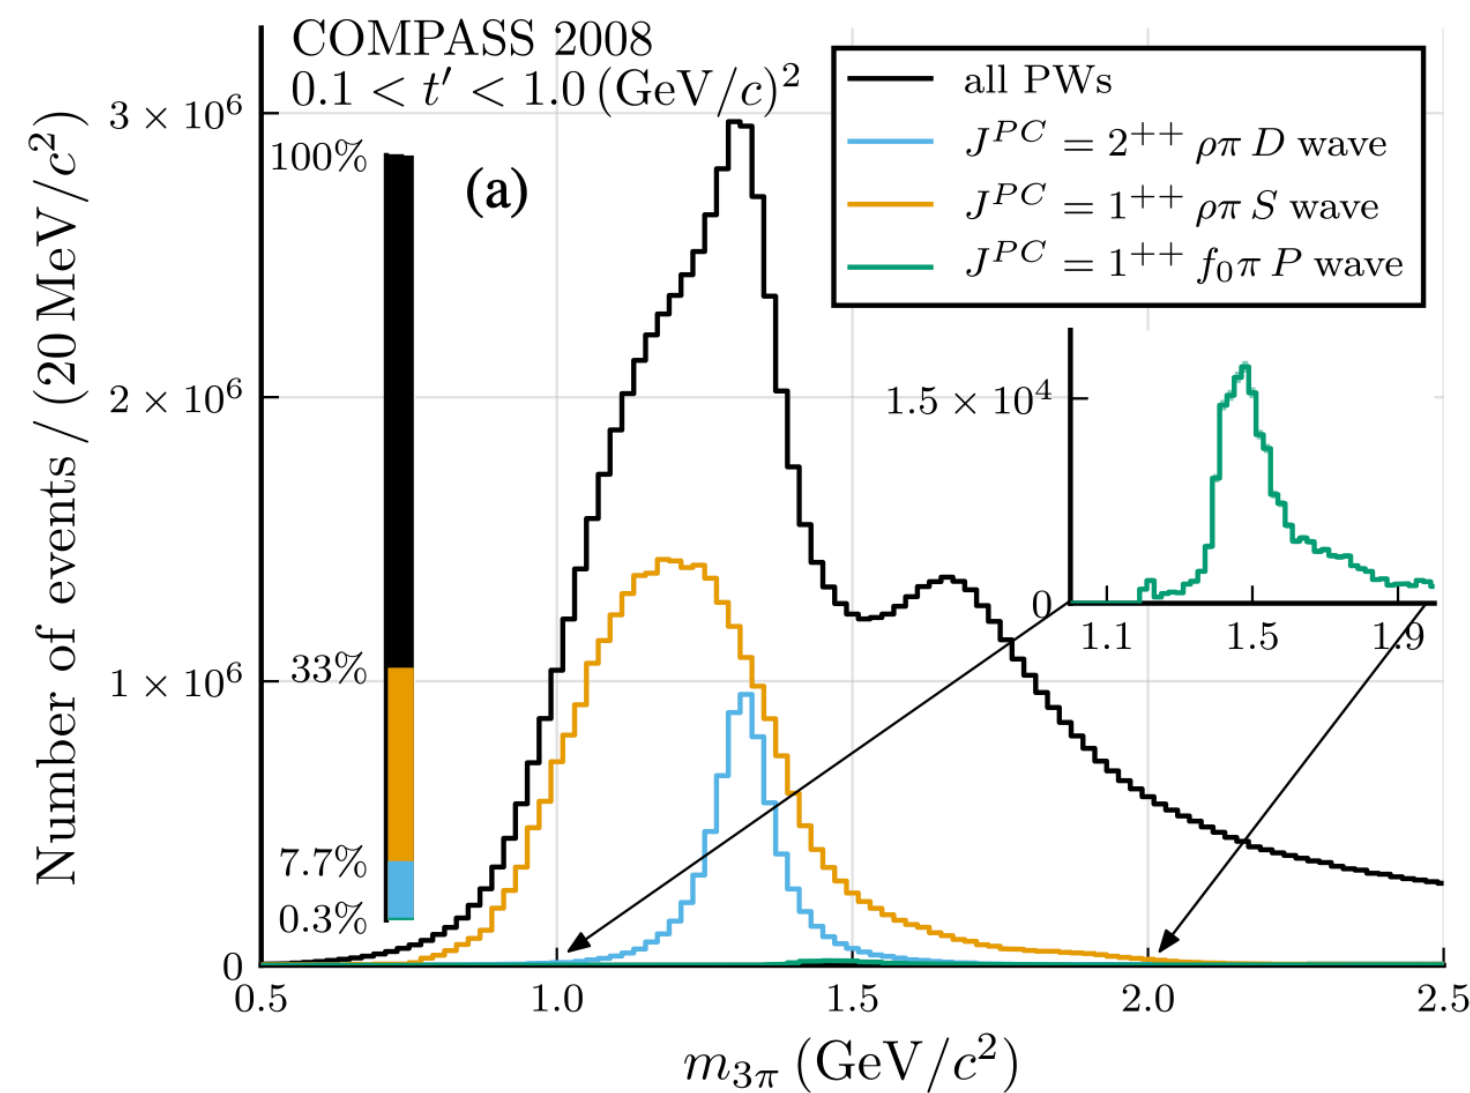 COMPASS 2008
0.1 < t′ < 1.0 (GeV/c)²
(a)
all PWs
J^{PC} = 2⁺⁺ ρπ D wave
J^{PC} = 1⁺⁺ ρπ S wave
J^{PC} = 1⁺⁺ f₀π P wave
Number of events / (20 MeV/c²)
3 × 10⁶
2 × 10⁶
1 × 10⁶
0
100%
33%
7.7%
0.3%
1.5 × 10⁴
0
1.1 1.5 1.9
0.5 1.0 1.5 2.0 2.5
m₃π (GeV/c²)